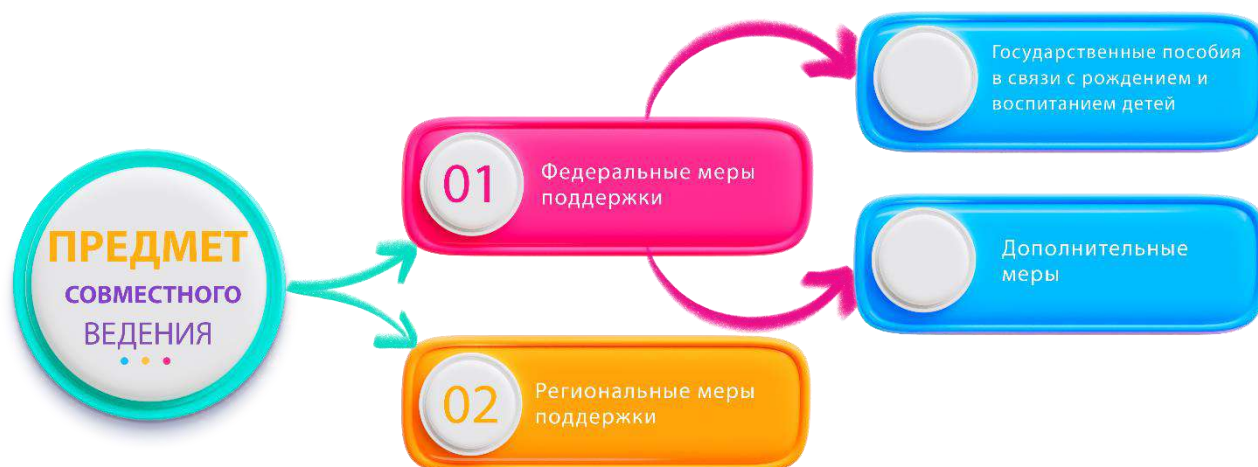 ПРЕДМЕТ
СОВМЕСТНОГО
ВЕДЕНИЯ
01
Федеральные меры
поддержки
Государственные пособия
в связи с рождением и
воспитанием детей
Дополнительные
меры
02
Региональные меры
поддержки